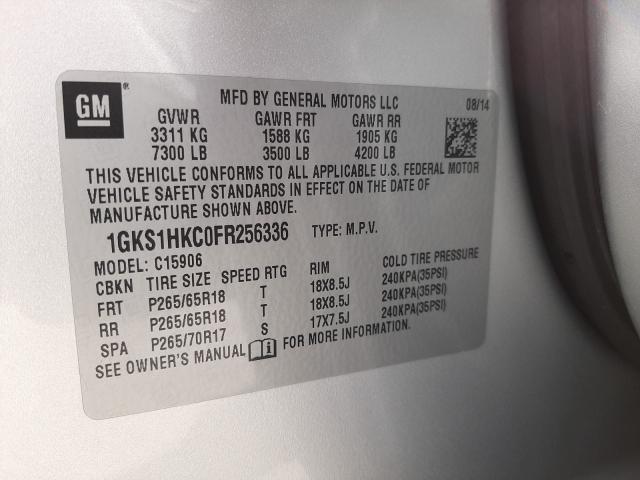 GM
®
MFD BY GENERAL MOTORS LLC 08/14
GVWR GAWR FRT GAWR RR
3311 KG 1588 KG 1905 KG
7300 LB 3500 LB 4200 LB
THIS VEHICLE CONFORMS TO ALL APPLICABLE U.S. FEDERAL MOTOR
VEHICLE SAFETY STANDARDS IN EFFECT ON THE DATE OF
MANUFACTURE SHOWN ABOVE.
1GKS1HKC0FR256336 TYPE: M.P.V.
MODEL: C15906
CBKN TIRE SIZE SPEED RTG RIM COLD TIRE PRESSURE
FRT P265/65R18 T 18X8.5J 240KPA(35PSI)
RR P265/65R18 T 18X8.5J 240KPA(35PSI)
SPA P265/70R17 S 17X7.5J 240KPA(35PSI)
SEE OWNER'S MANUAL FOR MORE INFORMATION.